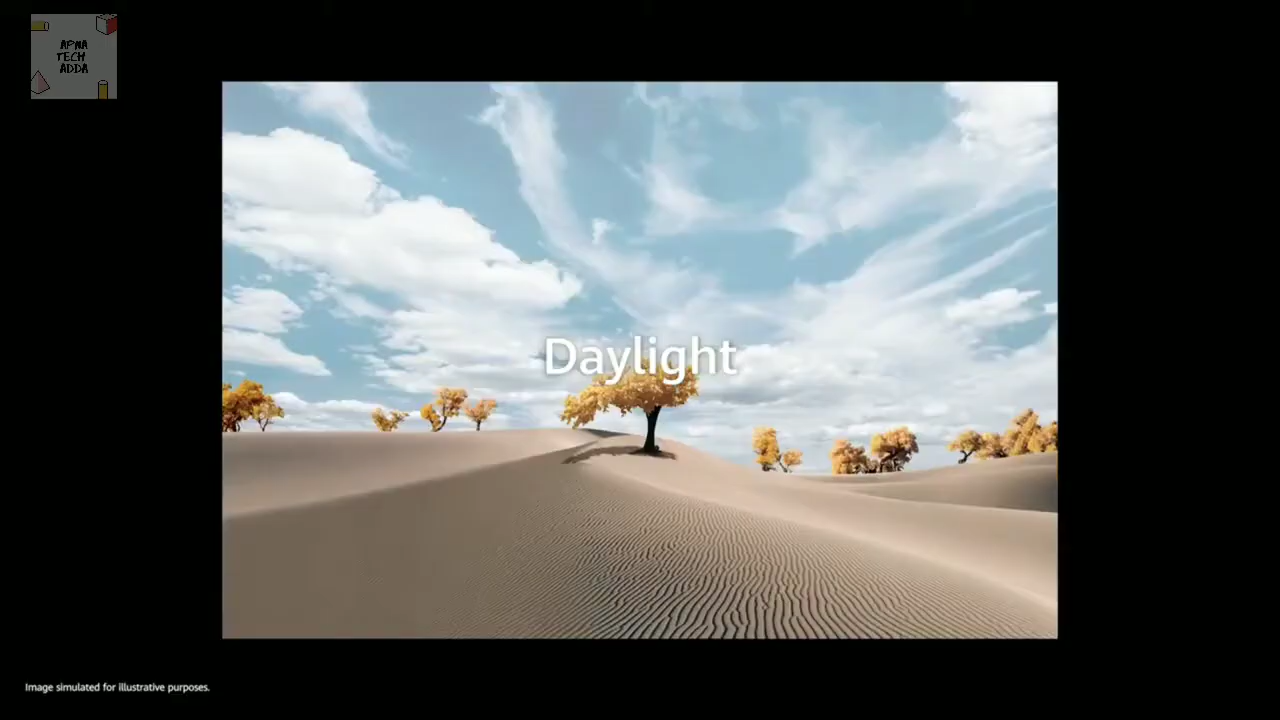 APNA
TECH
ADDA
Daylight
Image simulated for illustrative purposes.